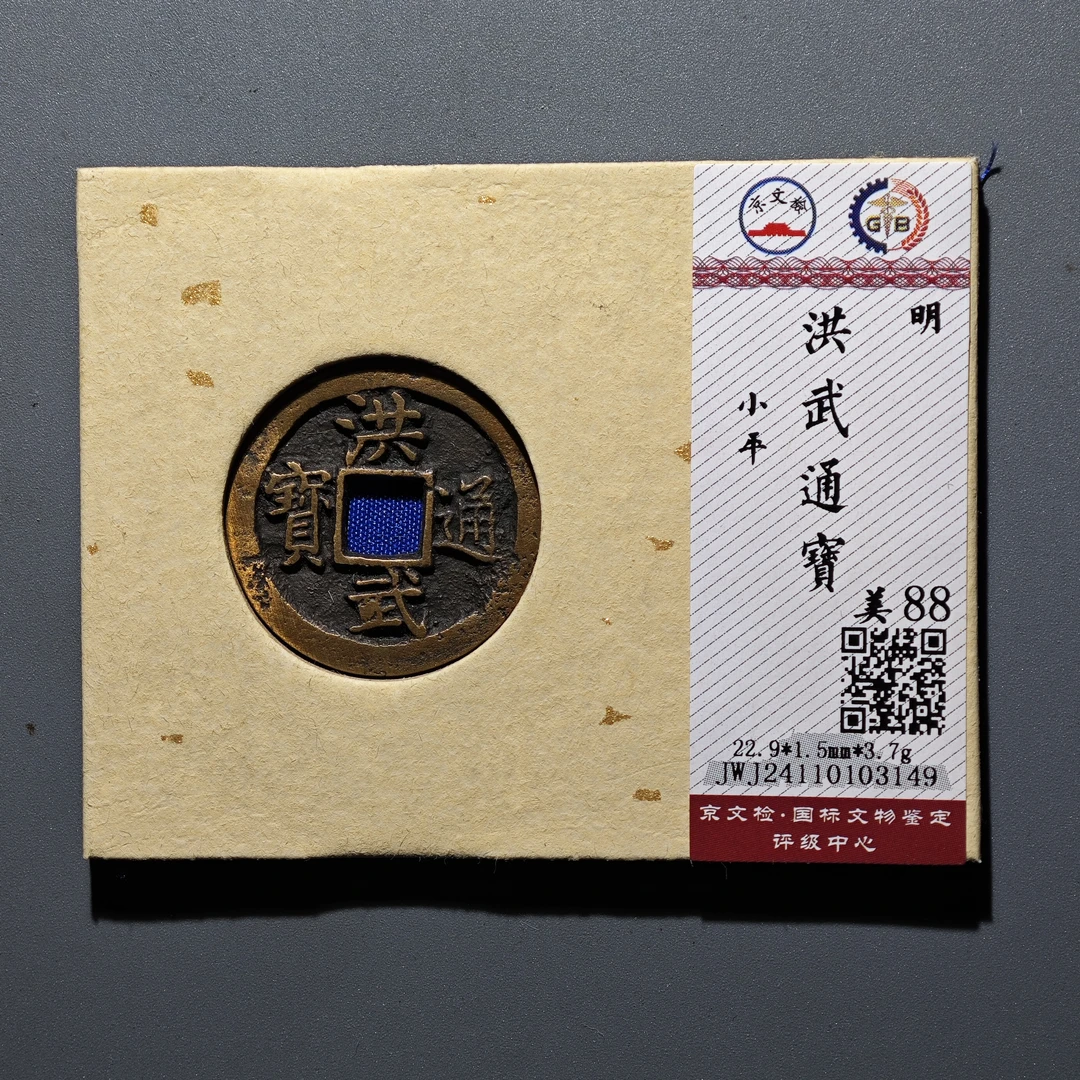 洪武通寶
京文檢
GB
明
洪武通寶
小平
美88
22.9*1.5mm*3.7g
JWJ24110103149
京文检·国标文物鉴定
评级中心